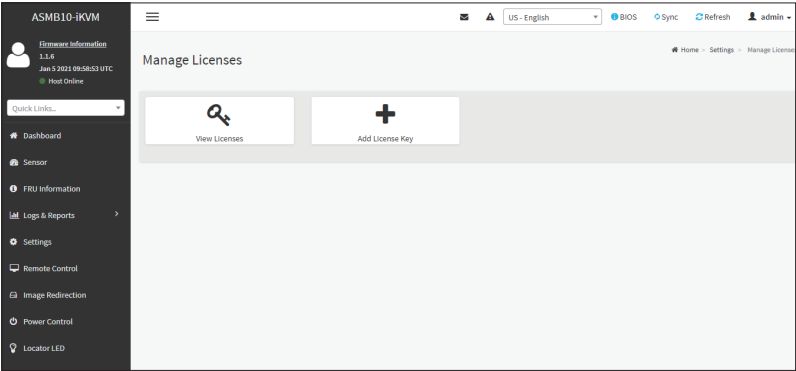 ASMB10-iKVM
Firmware Information
1.1.6
Jan 5 2021 09:58:53 UTC
Host Online
Quick Links...
Dashboard
Sensor
FRU Information
Logs & Reports
Settings
Remote Control
Image Redirection
Power Control
Locator LED
US - English
BIOS
Sync
Refresh
admin
Manage Licenses
Home > Settings > Manage Licenses
View Licenses
Add License Key